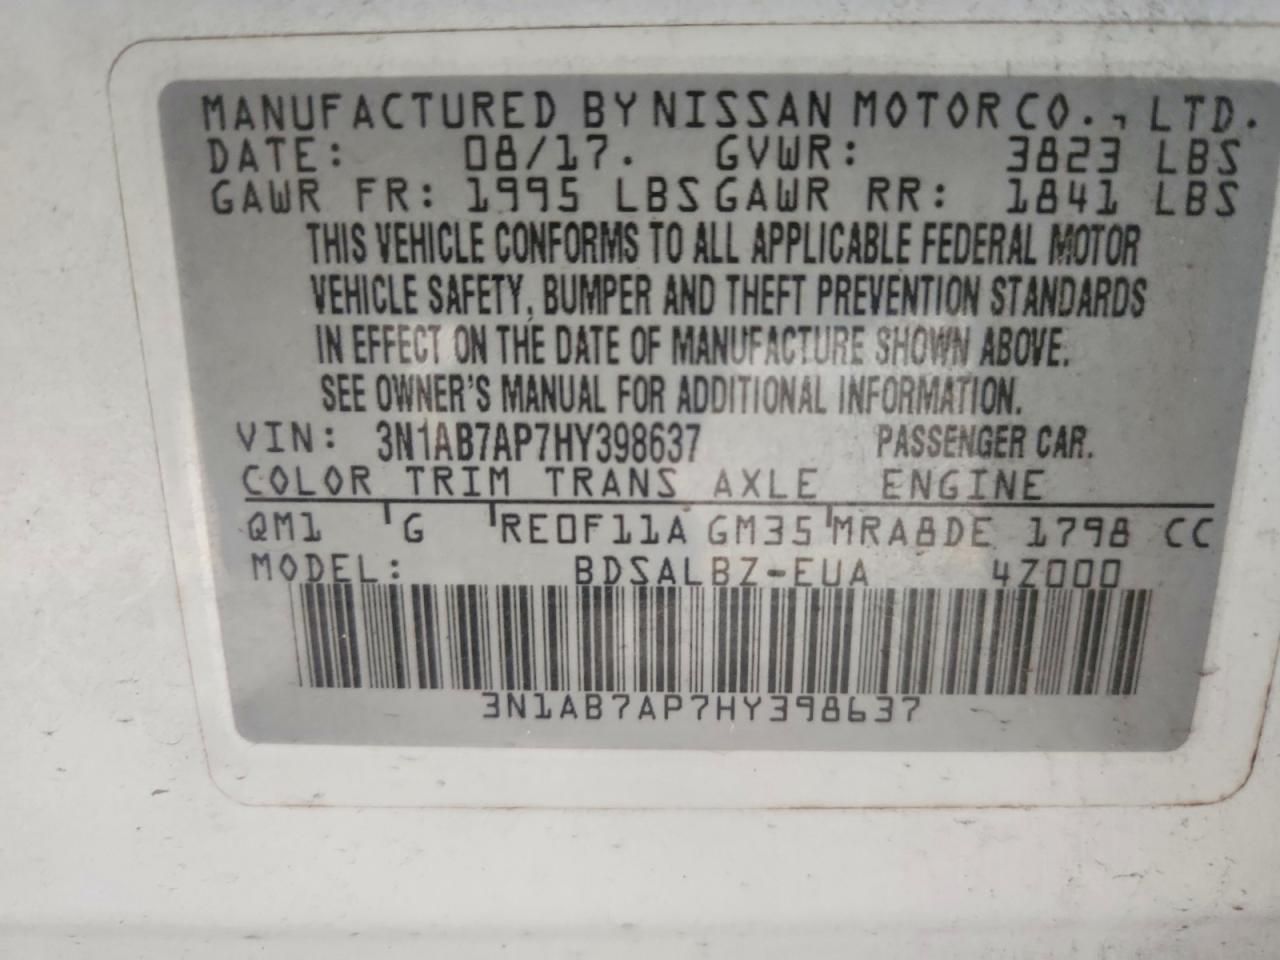 MANUFACTURED BY NISSAN MOTOR CO., LTD.
DATE: 08/17. GVWR: 3823 LBS
GAWR FR: 1995 LBS GAWR RR: 1841 LBS
THIS VEHICLE CONFORMS TO ALL APPLICABLE FEDERAL MOTOR
VEHICLE SAFETY, BUMPER AND THEFT PREVENTION STANDARDS
IN EFFECT ON THE DATE OF MANUFACTURE SHOWN ABOVE.
SEE OWNER'S MANUAL FOR ADDITIONAL INFORMATION.
VIN: 3N1AB7AP7HY398637 PASSENGER CAR.
COLOR TRIM TRANS AXLE ENGINE
QM1 G RE0F11A GM35 MRA8DE 1798 CC
MODEL: BDSALBZ-EUA 4Z000
3N1AB7AP7HY398637